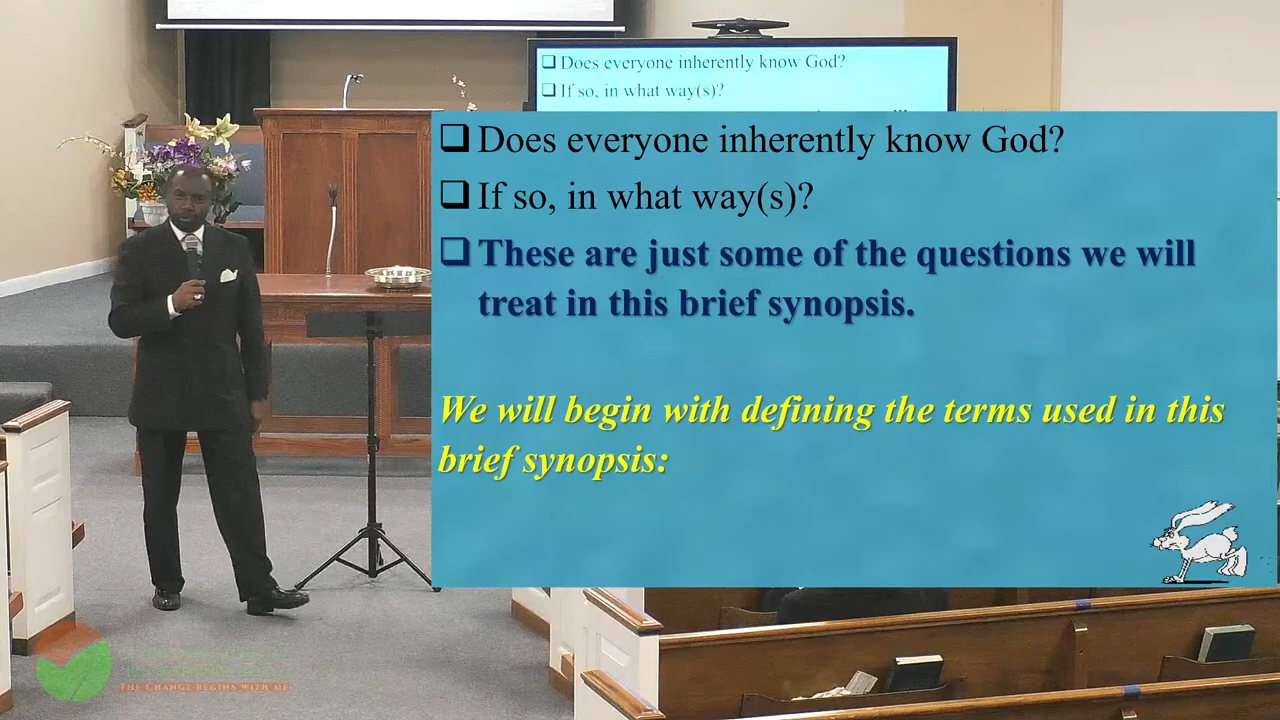 Does everyone inherently know God?
If so, in what way(s)?
Does everyone inherently know God?
If so, in what way(s)?
These are just some of the questions we will
treat in this brief synopsis.
We will begin with defining the terms used in this
brief synopsis:
The Change begins with me